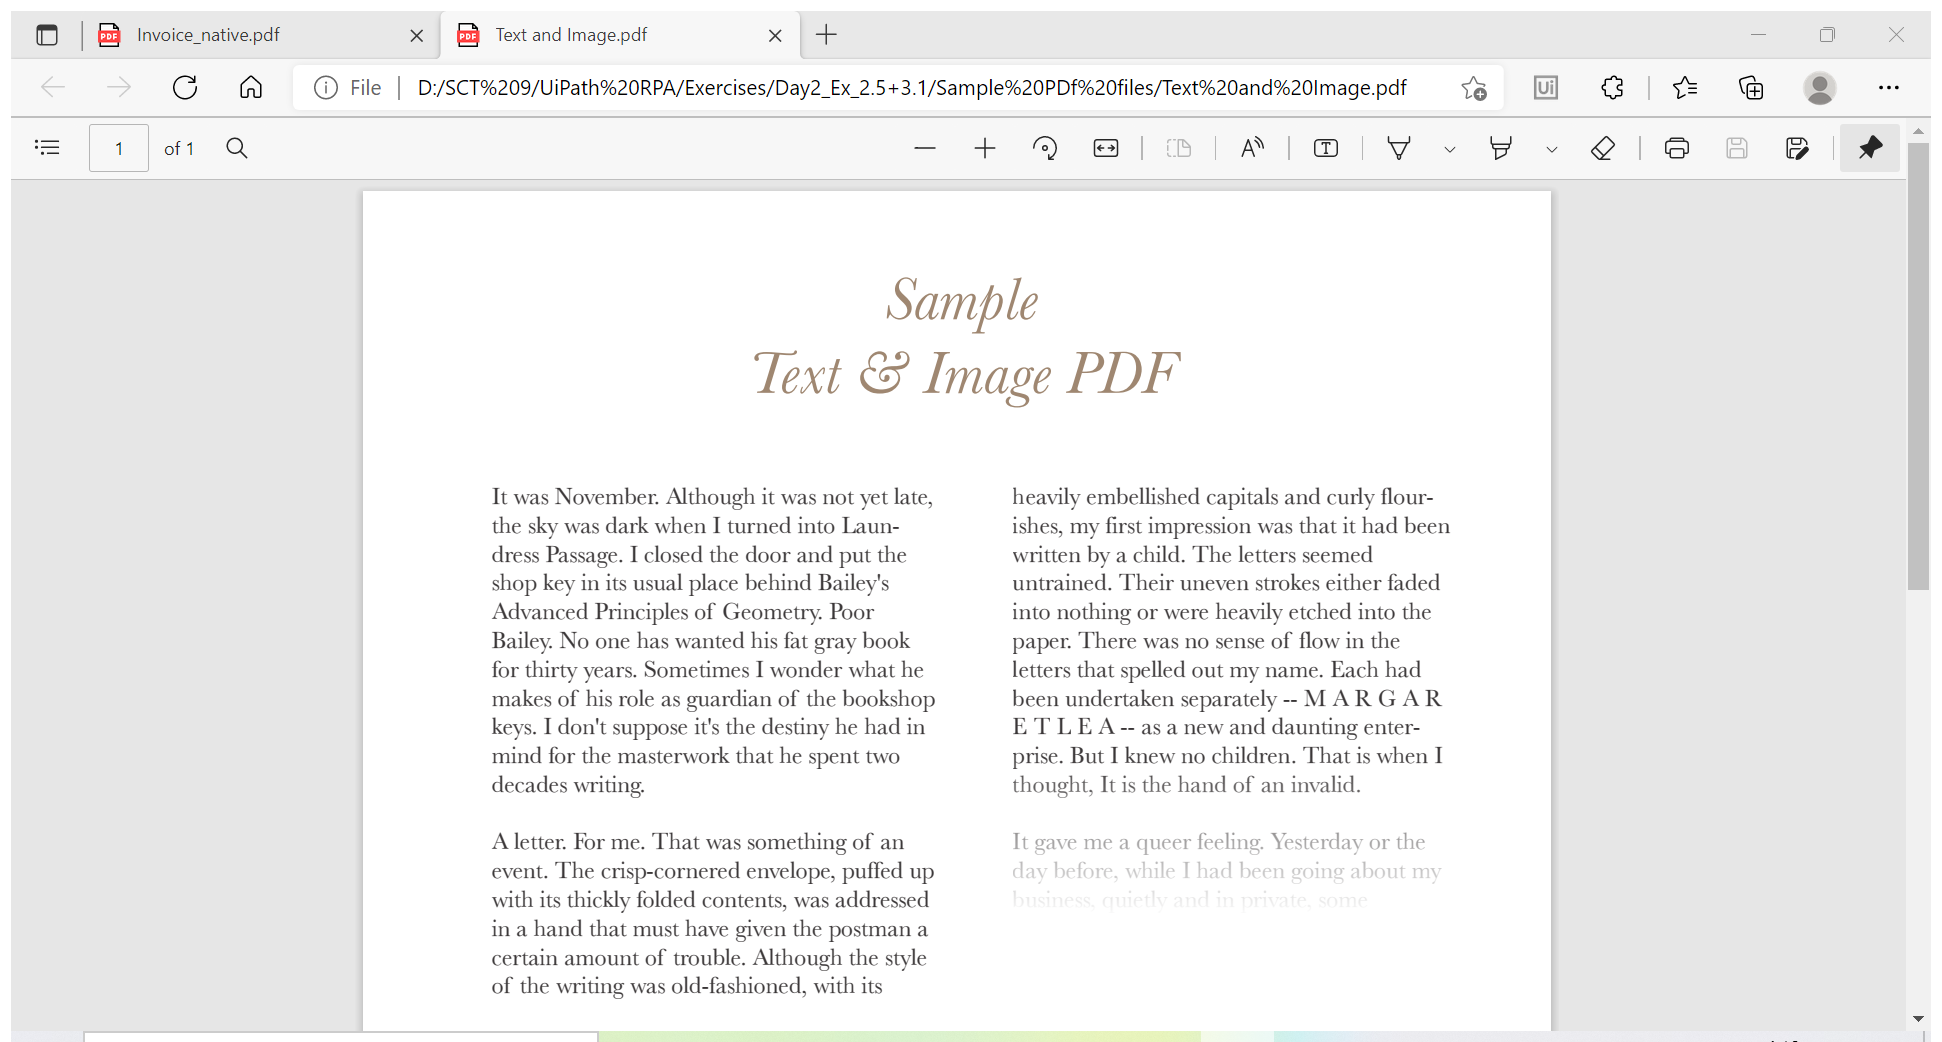 Invoice_native.pdf
Text and Image.pdf
File
D:/SCT%209/UiPath%20RPA/Exercises/Day2_Ex_2.5+3.1/Sample%20PDf%20files/Text%20and%20Image.pdf
Ui
1 of 1
Sample
Text & Image PDF
It was November. Although it was not yet late,
the sky was dark when I turned into Laun-
dress Passage. I closed the door and put the
shop key in its usual place behind Bailey's
Advanced Principles of Geometry. Poor
Bailey. No one has wanted his fat gray book
for thirty years. Sometimes I wonder what he
makes of his role as guardian of the bookshop
keys. I don't suppose it's the destiny he had in
mind for the masterwork that he spent two
decades writing.
A letter. For me. That was something of an
event. The crisp-cornered envelope, puffed up
with its thickly folded contents, was addressed
in a hand that must have given the postman a
certain amount of trouble. Although the style
of the writing was old-fashioned, with its
heavily embellished capitals and curly flour-
ishes, my first impression was that it had been
written by a child. The letters seemed
untrained. Their uneven strokes either faded
into nothing or were heavily etched into the
paper. There was no sense of flow in the
letters that spelled out my name. Each had
been undertaken separately -- M A R G A R
E T L E A -- as a new and daunting enter-
prise. But I knew no children. That is when I
thought, It is the hand of an invalid.
It gave me a queer feeling. Yesterday or the
day before, while I had been going about my
business, quietly and in private, some